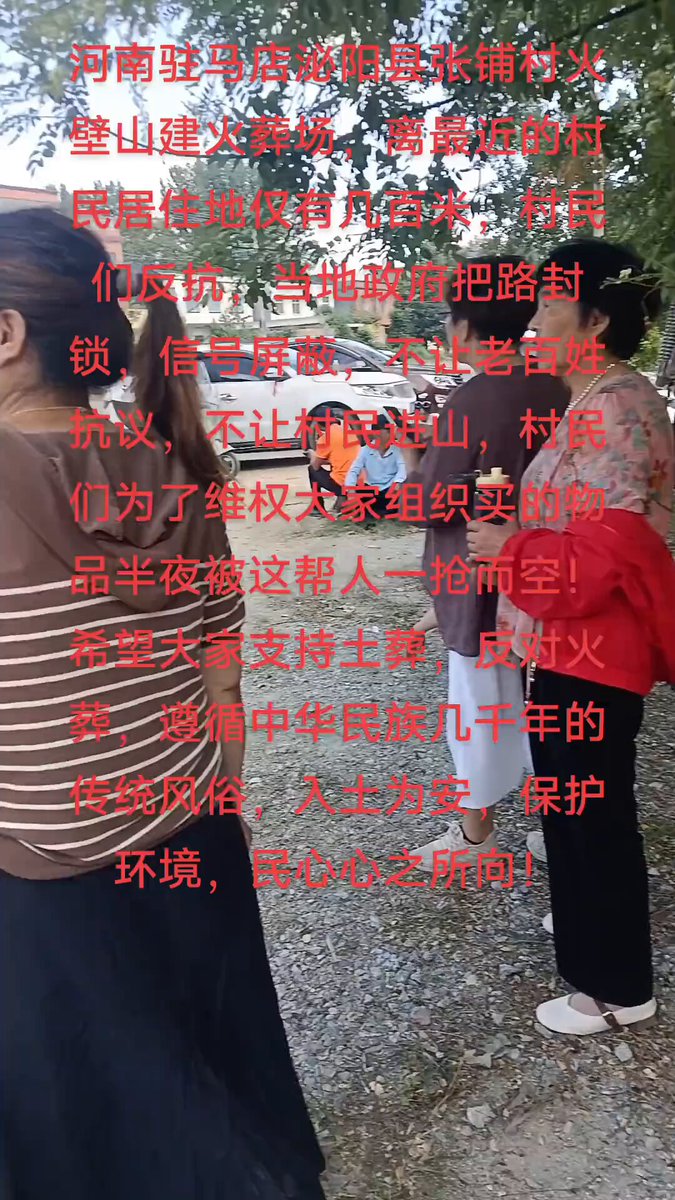 河南驻马店泌阳县张铺村火
壁山建火葬场，离最近的村
民居住地仅有几百米，村民
们反抗，当地政府把路封
锁，信号屏蔽，不让老百姓
抗议，不让村民进山，村民
们为了维权大家组织买的物
品半夜被这帮人一抢而空！
希望大家支持土葬，反对火
葬，遵循中华民族几千年的
传统风俗，入土为安，保护
环境，民心心之所向！